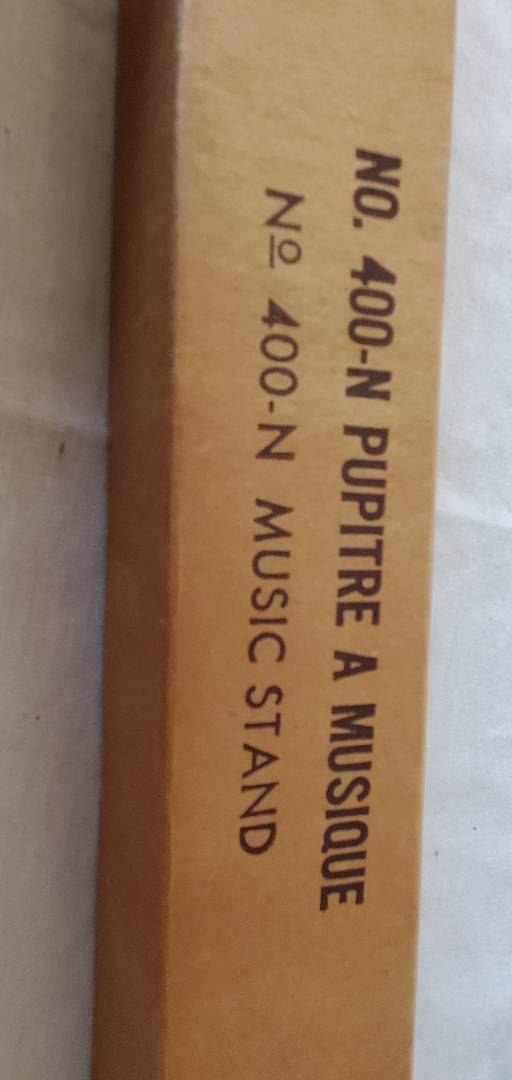 NO. 400-N PUPITRE A MUSIQUE
Nº 400-N MUSIC STAND